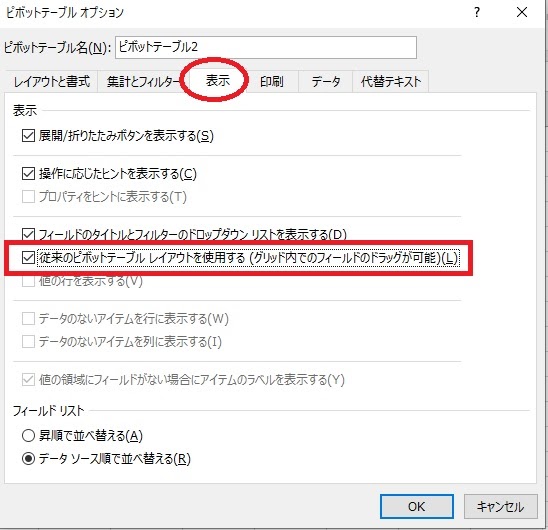 ピボットテーブル オプション
? ×
ピボットテーブル名(N): ピボットテーブル2
レイアウトと書式 集計とフィルター 表示 印刷 データ 代替テキスト
表示
展開/折りたたみボタンを表示する(S)
操作に応じたヒントを表示する(C)
プロパティをヒントに表示する(T)
フィールドのタイトルとフィルターのドロップダウン リストを表示する(D)
従来のピボットテーブル レイアウトを使用する (グリッド内でのフィールドのドラッグが可能)(L)
値の行を表示する(V)
データのないアイテムを行に表示する(W)
データのないアイテムを列に表示する(I)
値の領域にフィールドがない場合にアイテムのラベルを表示する(Y)
フィールド リスト
昇順で並べ替える(A)
データ ソース順で並べ替える(R)
OK キャンセル